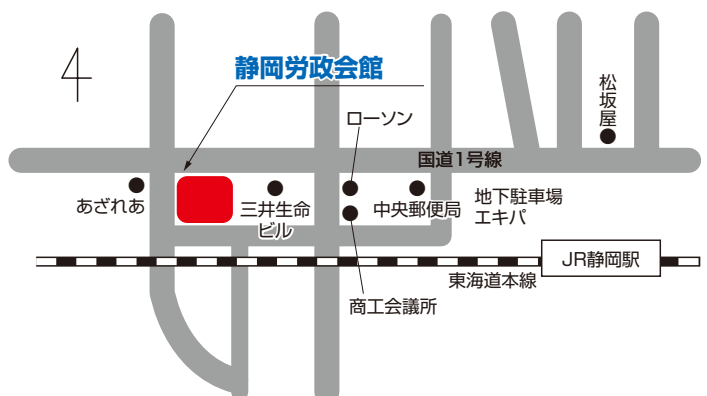 静岡労政会館
松坂屋
ローソン
国道1号線
あざれあ
三井生命
ビル
中央郵便局
地下駐車場
エキパ
JR静岡駅
東海道本線
商工会議所